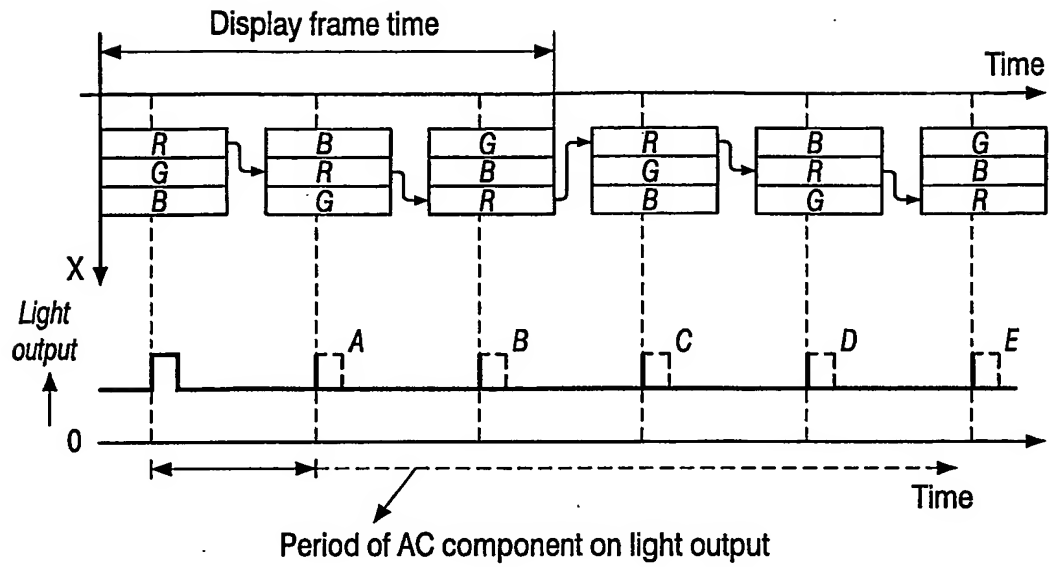 Display frame time
Time
R B G R B G
G R B G R B
B G R B G R
X
Light
output
A B C D E
0
Time
Period of AC component on light output